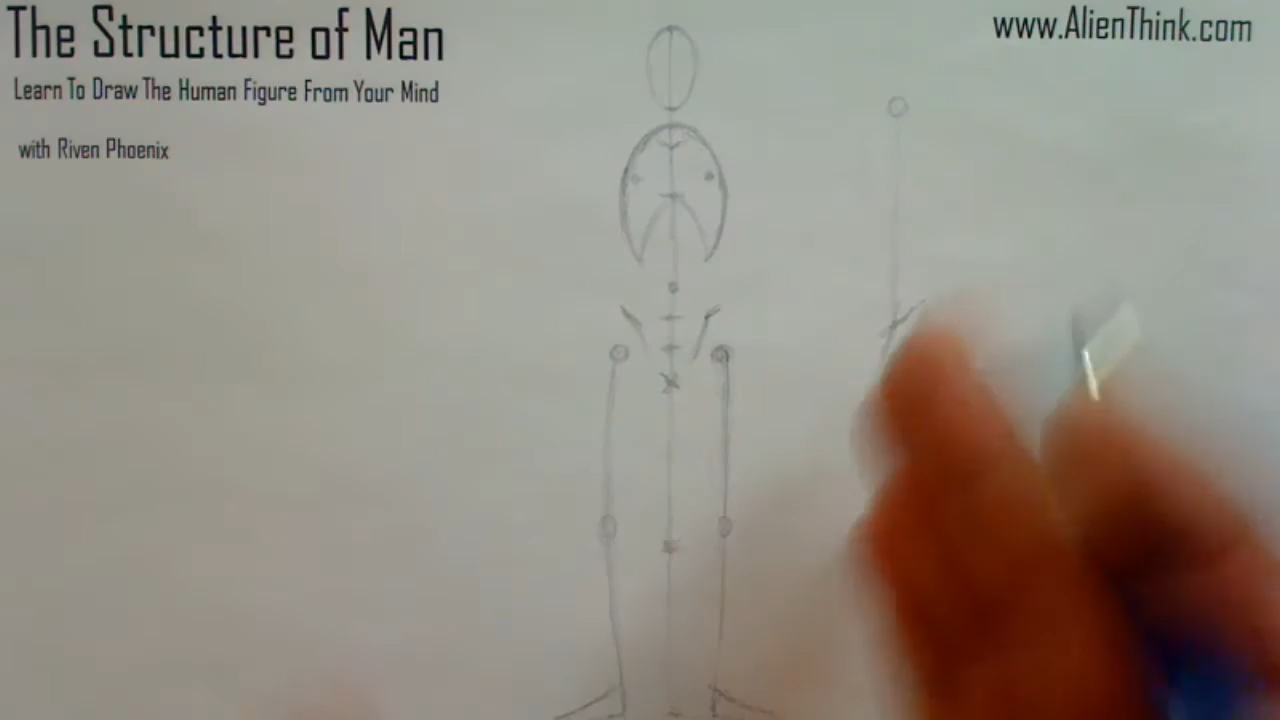 The Structure of Man
Learn To Draw The Human Figure From Your Mind
with Riven Phoenix
www.AlienThink.com